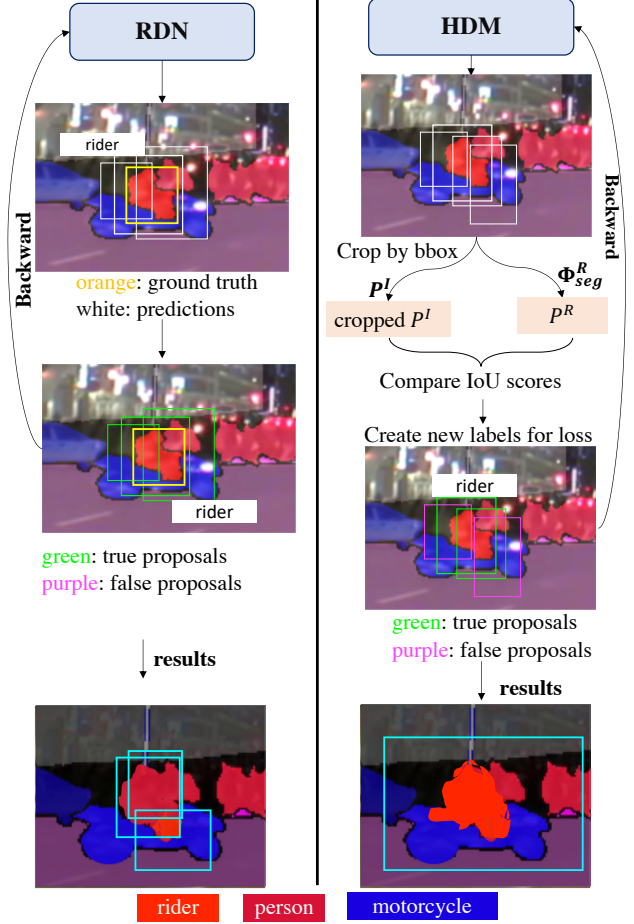 RDN
rider
orange: ground truth
white: predictions
Backward
rider
green: true proposals
purple: false proposals
results
HDM
Crop by bbox
P^I
Φ^R_seg
cropped P^I
P^R
Backward
Compare IoU scores
Create new labels for loss
rider
green: true proposals
purple: false proposals
results
rider
person
motorcycle